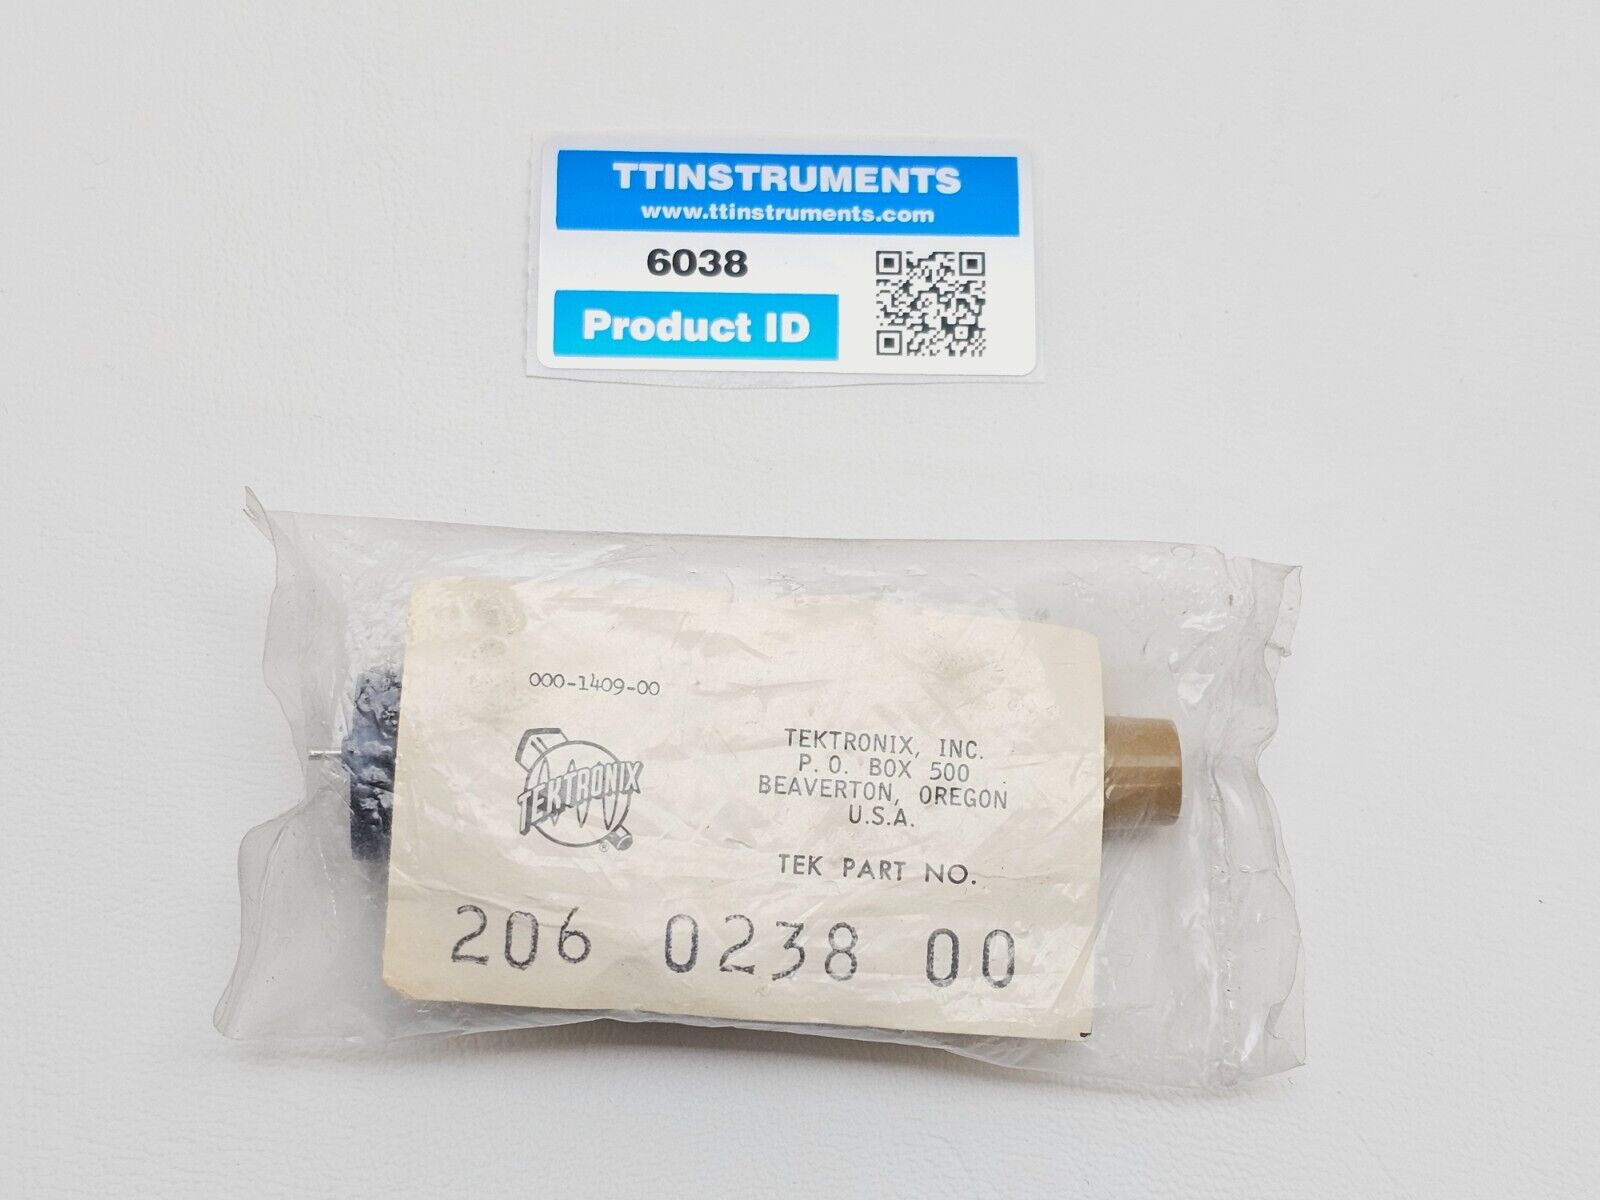 TTINSTRUMENTS
www.ttinstruments.com
6038
Product ID
000-1409-00
TEKTRONIX
®
TEKTRONIX, INC.
P.O. BOX 500
BEAVERTON, OREGON
U.S.A.
TEK PART NO.
206 0238 00